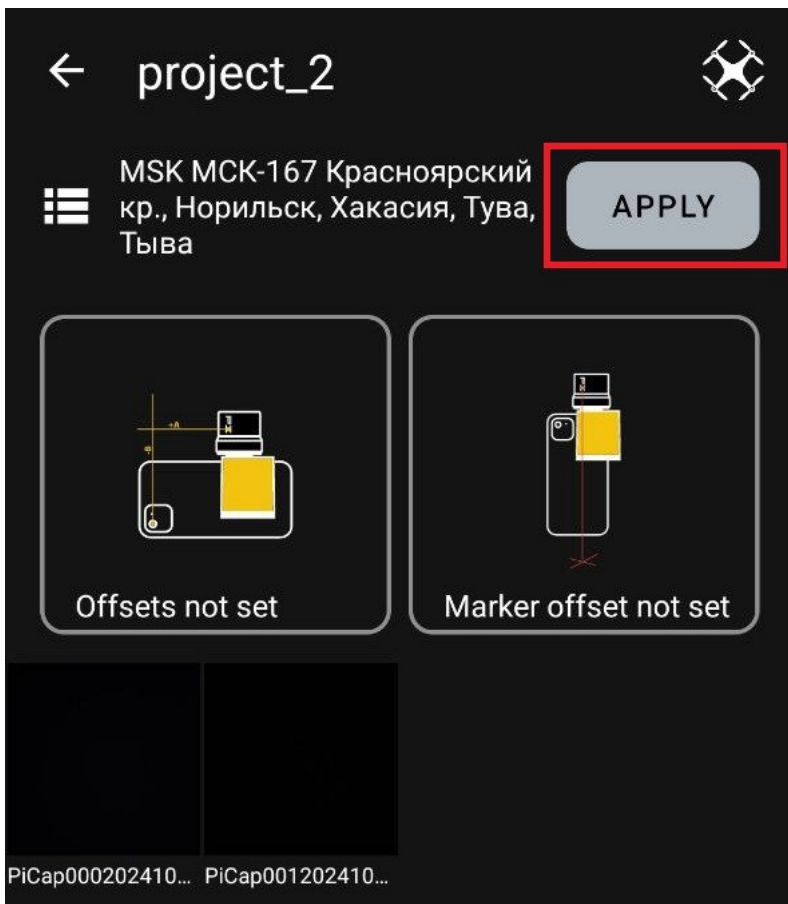 project_2
MSK МСК-167 Красноярский
кр., Норильск, Хакасия, Тува,
Тыва
APPLY
+A
-B
Offsets not set
Marker offset not set
PiCap000202410...
PiCap001202410...